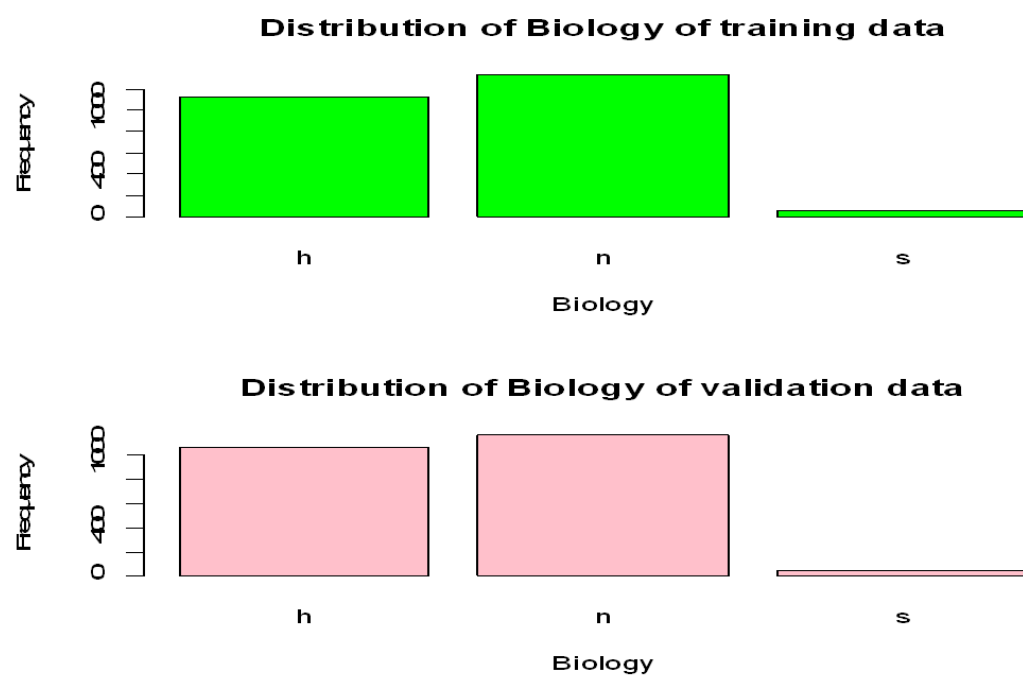 Distribution of Biology of training data
Frequency
1000
400
0
h n s
Biology
Distribution of Biology of validation data
Frequency
1000
400
0
h n s
Biology